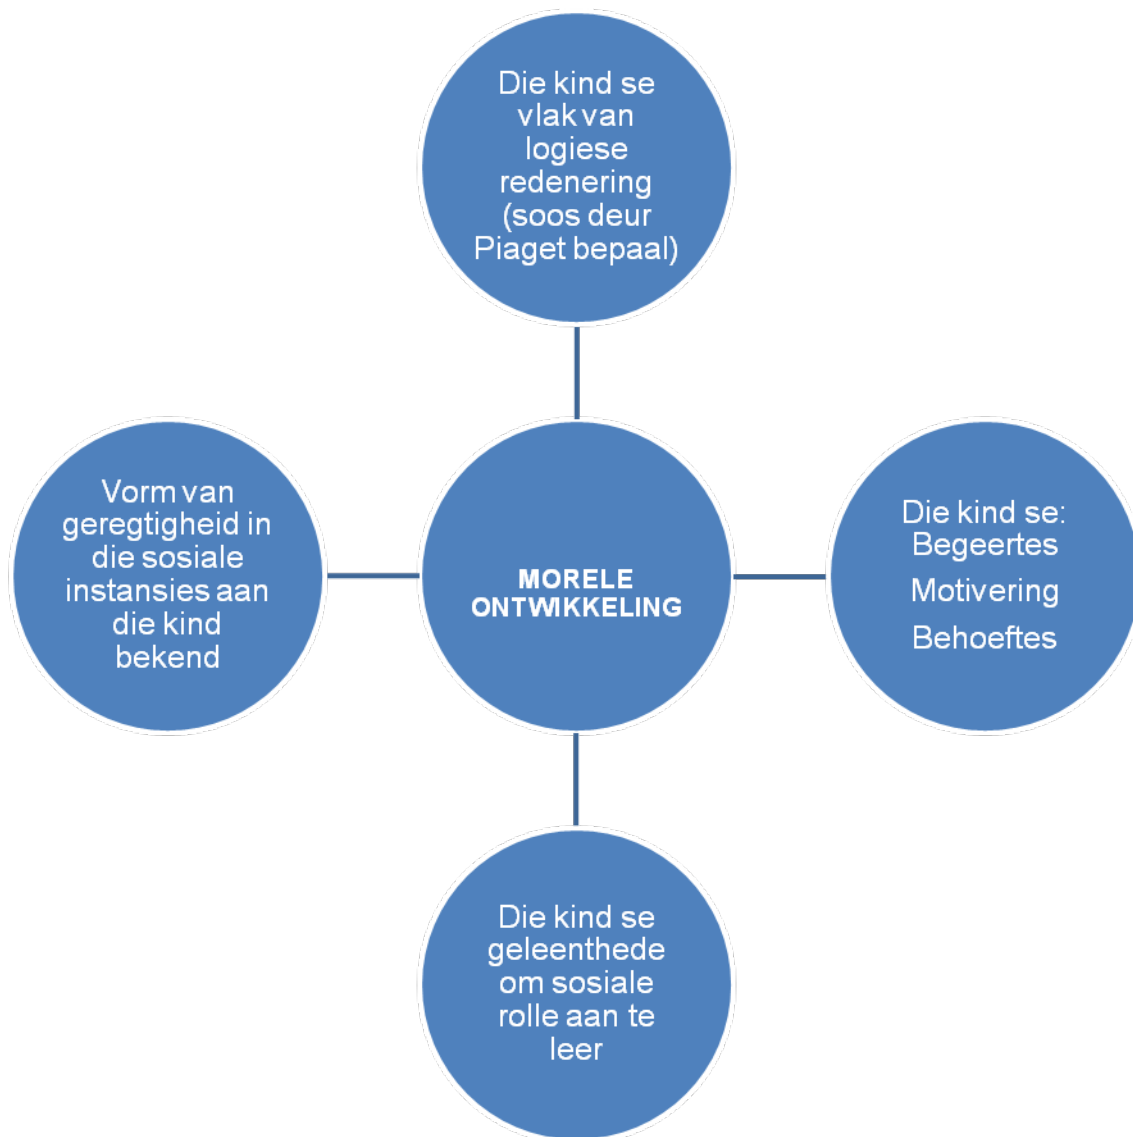 Die kind se
vlak van
logiese
redenering
(soos deur
Piaget bepaal)
Vorm van
geregtigheid in
die sosiale
instansies aan
die kind
bekend
MORELE
ONTWIKKELING
Die kind se:
Begeertes
Motivering
Behoeftes
Die kind se
geleenthede
om sosiale
rolle aan te
leer